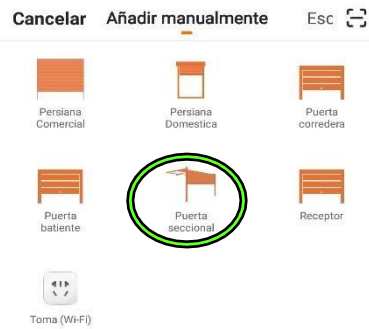 Cancelar Añadir manualmente Esc
Persiana Comercial
Persiana Domestica
Puerta corredera
Puerta batiente
Puerta seccional
Receptor
Toma (Wi-Fi)